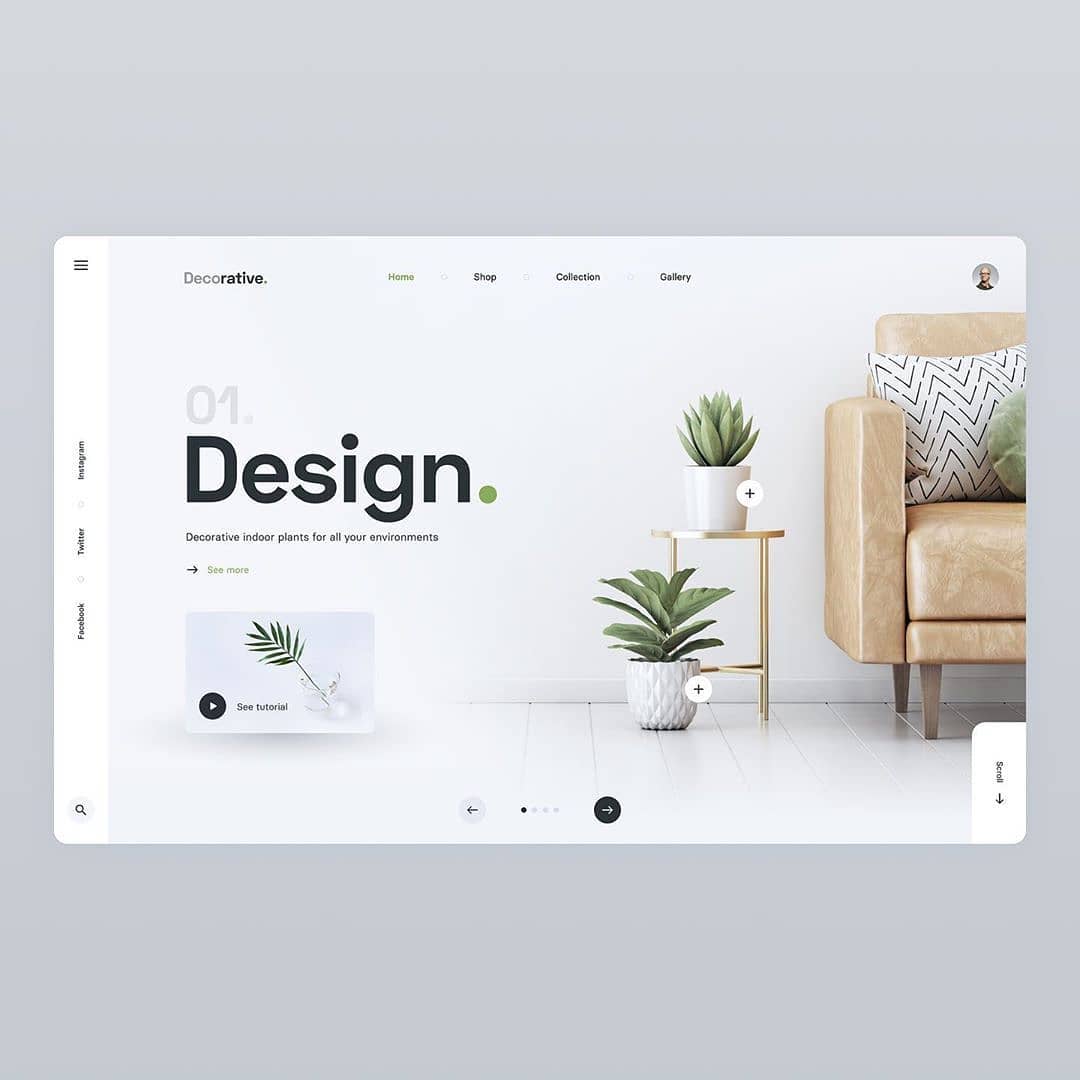 Decorative.
Home
Shop
Collection
Gallery
Instagram
Twitter
Facebook
01.
Design.
Decorative indoor plants for all your environments
See more
See tutorial
Scroll